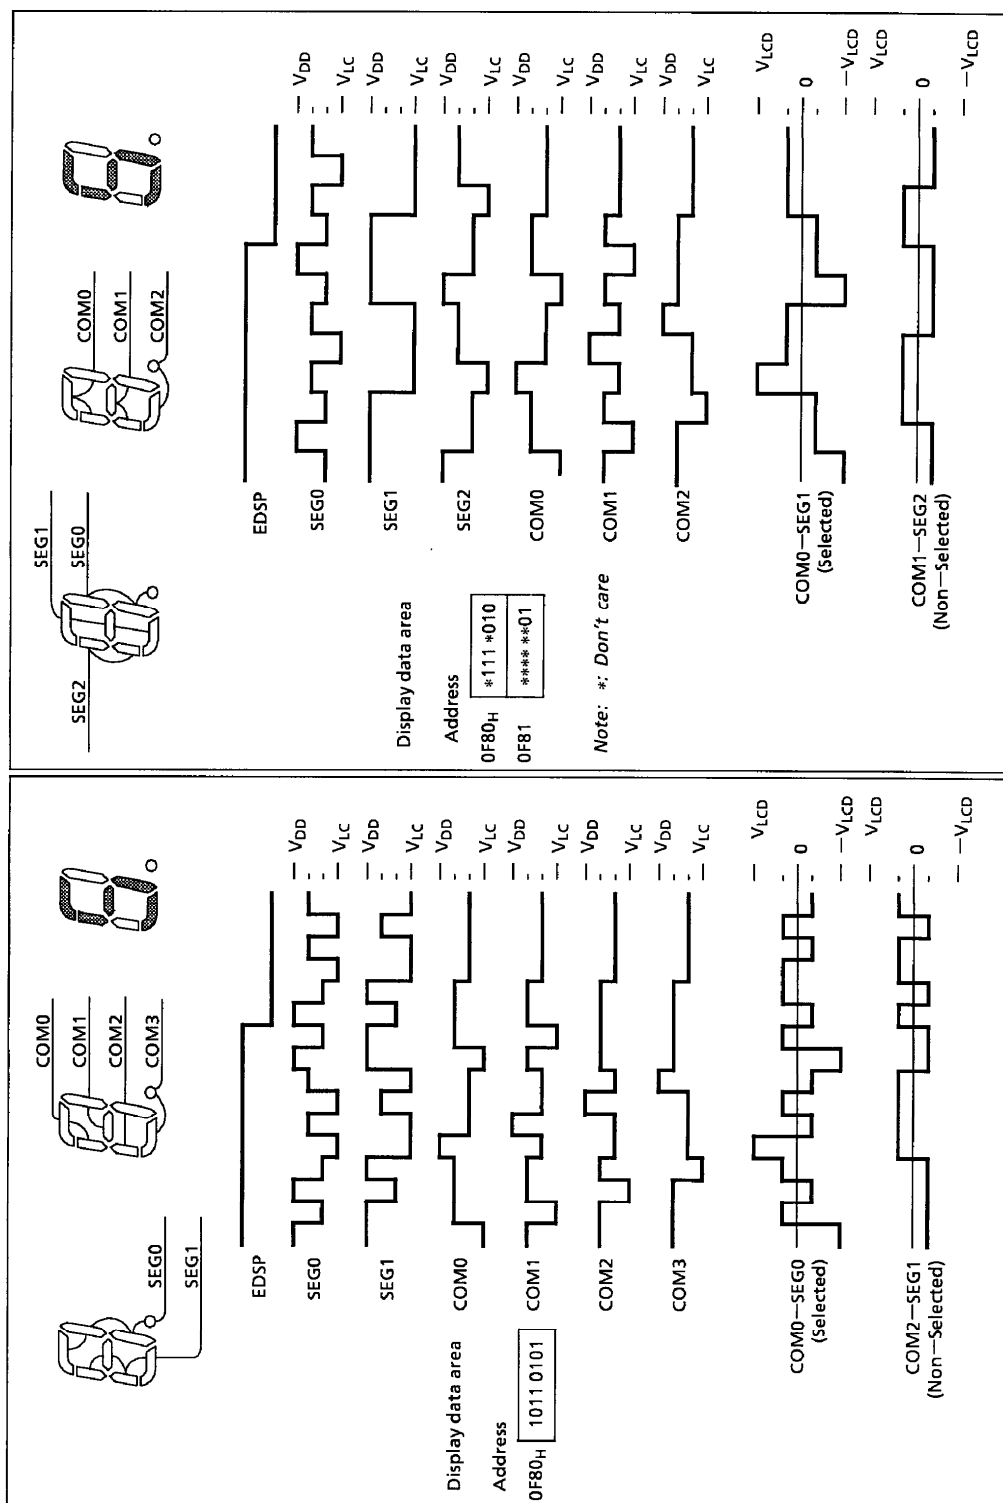 SEG0
SEG1
COM0
COM1
COM2
COM3
EDSP
SEG0
VDD
VLC
SEG1
VDD
VLC
COM0
VDD
VLC
COM1
VDD
VLC
COM2
VDD
VLC
COM3
VDD
VLC
Display data area
Address
0F80H
1011 0101
COM0—SEG0
(Selected)
VLCD
0
—VLCD
COM2—SEG1
(Non—Selected)
VLCD
0
—VLCD
SEG2
SEG1
SEG0
COM0
COM1
COM2
EDSP
SEG0
VDD
VLC
SEG1
VDD
VLC
SEG2
VDD
VLC
COM0
VDD
VLC
COM1
VDD
VLC
COM2
VDD
VLC
Display data area
Address
0F80H
*111 *010
0F81
**** **01
Note: *; Don't care
COM0—SEG1
(Selected)
VLCD
0
—VLCD
COM1—SEG2
(Non—Selected)
VLCD
0
—VLCD